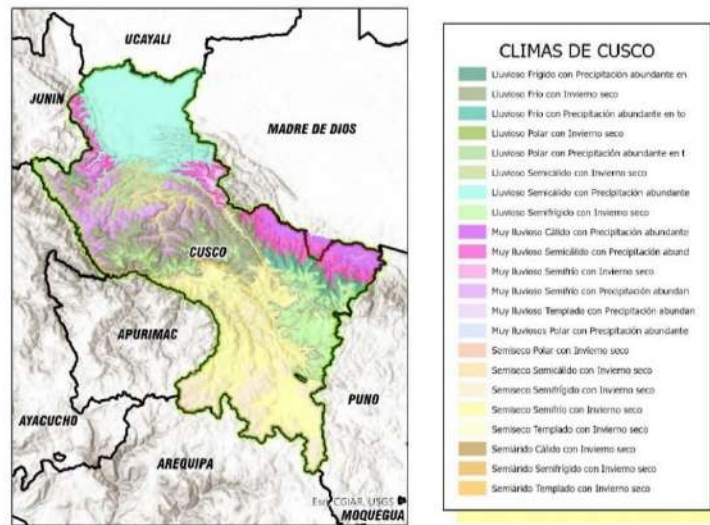 UCAYALI
JUNIN
MADRE DE DIOS
CUSCO
APURIMAC
PUNO
AYACUCHO
AREQUIPA
Esri, CGIAR, USGS
MOQUEGUA
CLIMAS DE CUSCO
Lluvioso Frígido con Precipitación abundante en
Lluvioso Frío con Invierno seco
Lluvioso Frío con Precipitación abundante en to
Lluvioso Polar con Invierno seco
Lluvioso Polar con Precipitación abundante en t
Lluvioso Semicálido con Invierno seco
Lluvioso Semicálido con Precipitación abundante
Lluvioso Semifrígido con Invierno seco
Muy lluvioso Cálido con Precipitación abundante
Muy lluvioso Semicálido con Precipitación abund
Muy lluvioso Semifrío con Invierno seco
Muy lluvioso Semifrío con Precipitación abundan
Muy lluvioso Templado con Precipitación abundan
Muy lluviosos Polar con Precipitación abundante
Semiseco Polar con Invierno seco
Semiseco Semicálido con Invierno seco
Semiseco Semifrígido con Invierno seco
Semiseco Semifrío con Invierno seco
Semiseco Templado con Invierno seco
Semiárido Cálido con Invierno seco
Semiárido Semifrígido con Invierno seco
Semiárido Templado con Invierno seco